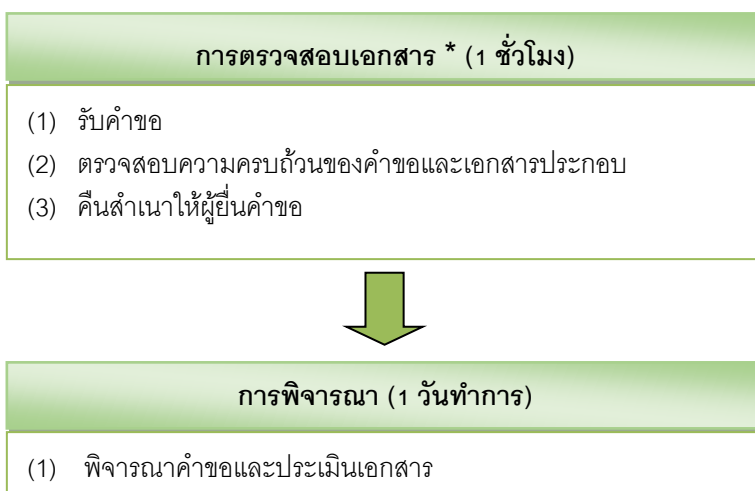 การตรวจสอบเอกสาร * (1 ชั่วโมง)
(1) รับคำขอ
(2) ตรวจสอบความครบถ้วนของคำขอและเอกสารประกอบ
(3) คืนสำเนาให้ผู้ยื่นคำขอ
การพิจารณา (1 วันทำการ)
(1) พิจารณาคำขอและประเมินเอกสาร